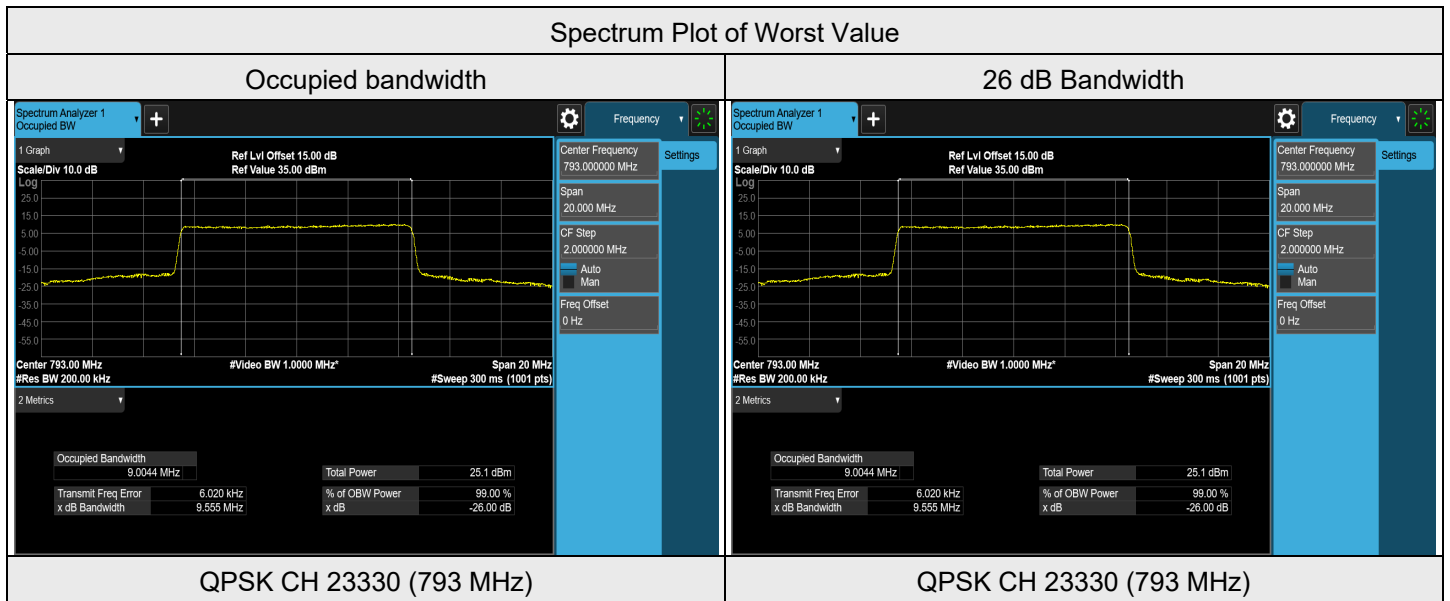 Spectrum Plot of Worst Value
Occupied bandwidth
26 dB Bandwidth
Spectrum Analyzer 1
Occupied BW
Frequency
1 Graph
Scale/Div 10.0 dB
Ref Lvl Offset 15.00 dB
Ref Value 35.00 dBm
Log
25.0
15.0
5.00
-5.00
-15.0
-25.0
-35.0
-45.0
-55.0
Center 793.00 MHz
#Video BW 1.0000 MHz*
Span 20 MHz
#Res BW 200.00 kHz
#Sweep 300 ms (1001 pts)
Center Frequency
793.000000 MHz
Settings
Span
20.000 MHz
CF Step
2.000000 MHz
Auto
Man
Freq Offset
0 Hz
2 Metrics
Occupied Bandwidth
9.0044 MHz
Total Power 25.1 dBm
Transmit Freq Error 6.020 kHz
% of OBW Power 99.00 %
x dB Bandwidth 9.555 MHz
x dB -26.00 dB
Spectrum Analyzer 1
Occupied BW
Frequency
1 Graph
Scale/Div 10.0 dB
Ref Lvl Offset 15.00 dB
Ref Value 35.00 dBm
Log
25.0
15.0
5.00
-5.00
-15.0
-25.0
-35.0
-45.0
-55.0
Center 793.00 MHz
#Video BW 1.0000 MHz*
Span 20 MHz
#Res BW 200.00 kHz
#Sweep 300 ms (1001 pts)
Center Frequency
793.000000 MHz
Settings
Span
20.000 MHz
CF Step
2.000000 MHz
Auto
Man
Freq Offset
0 Hz
2 Metrics
Occupied Bandwidth
9.0044 MHz
Total Power 25.1 dBm
Transmit Freq Error 6.020 kHz
% of OBW Power 99.00 %
x dB Bandwidth 9.555 MHz
x dB -26.00 dB
QPSK CH 23330 (793 MHz)
QPSK CH 23330 (793 MHz)